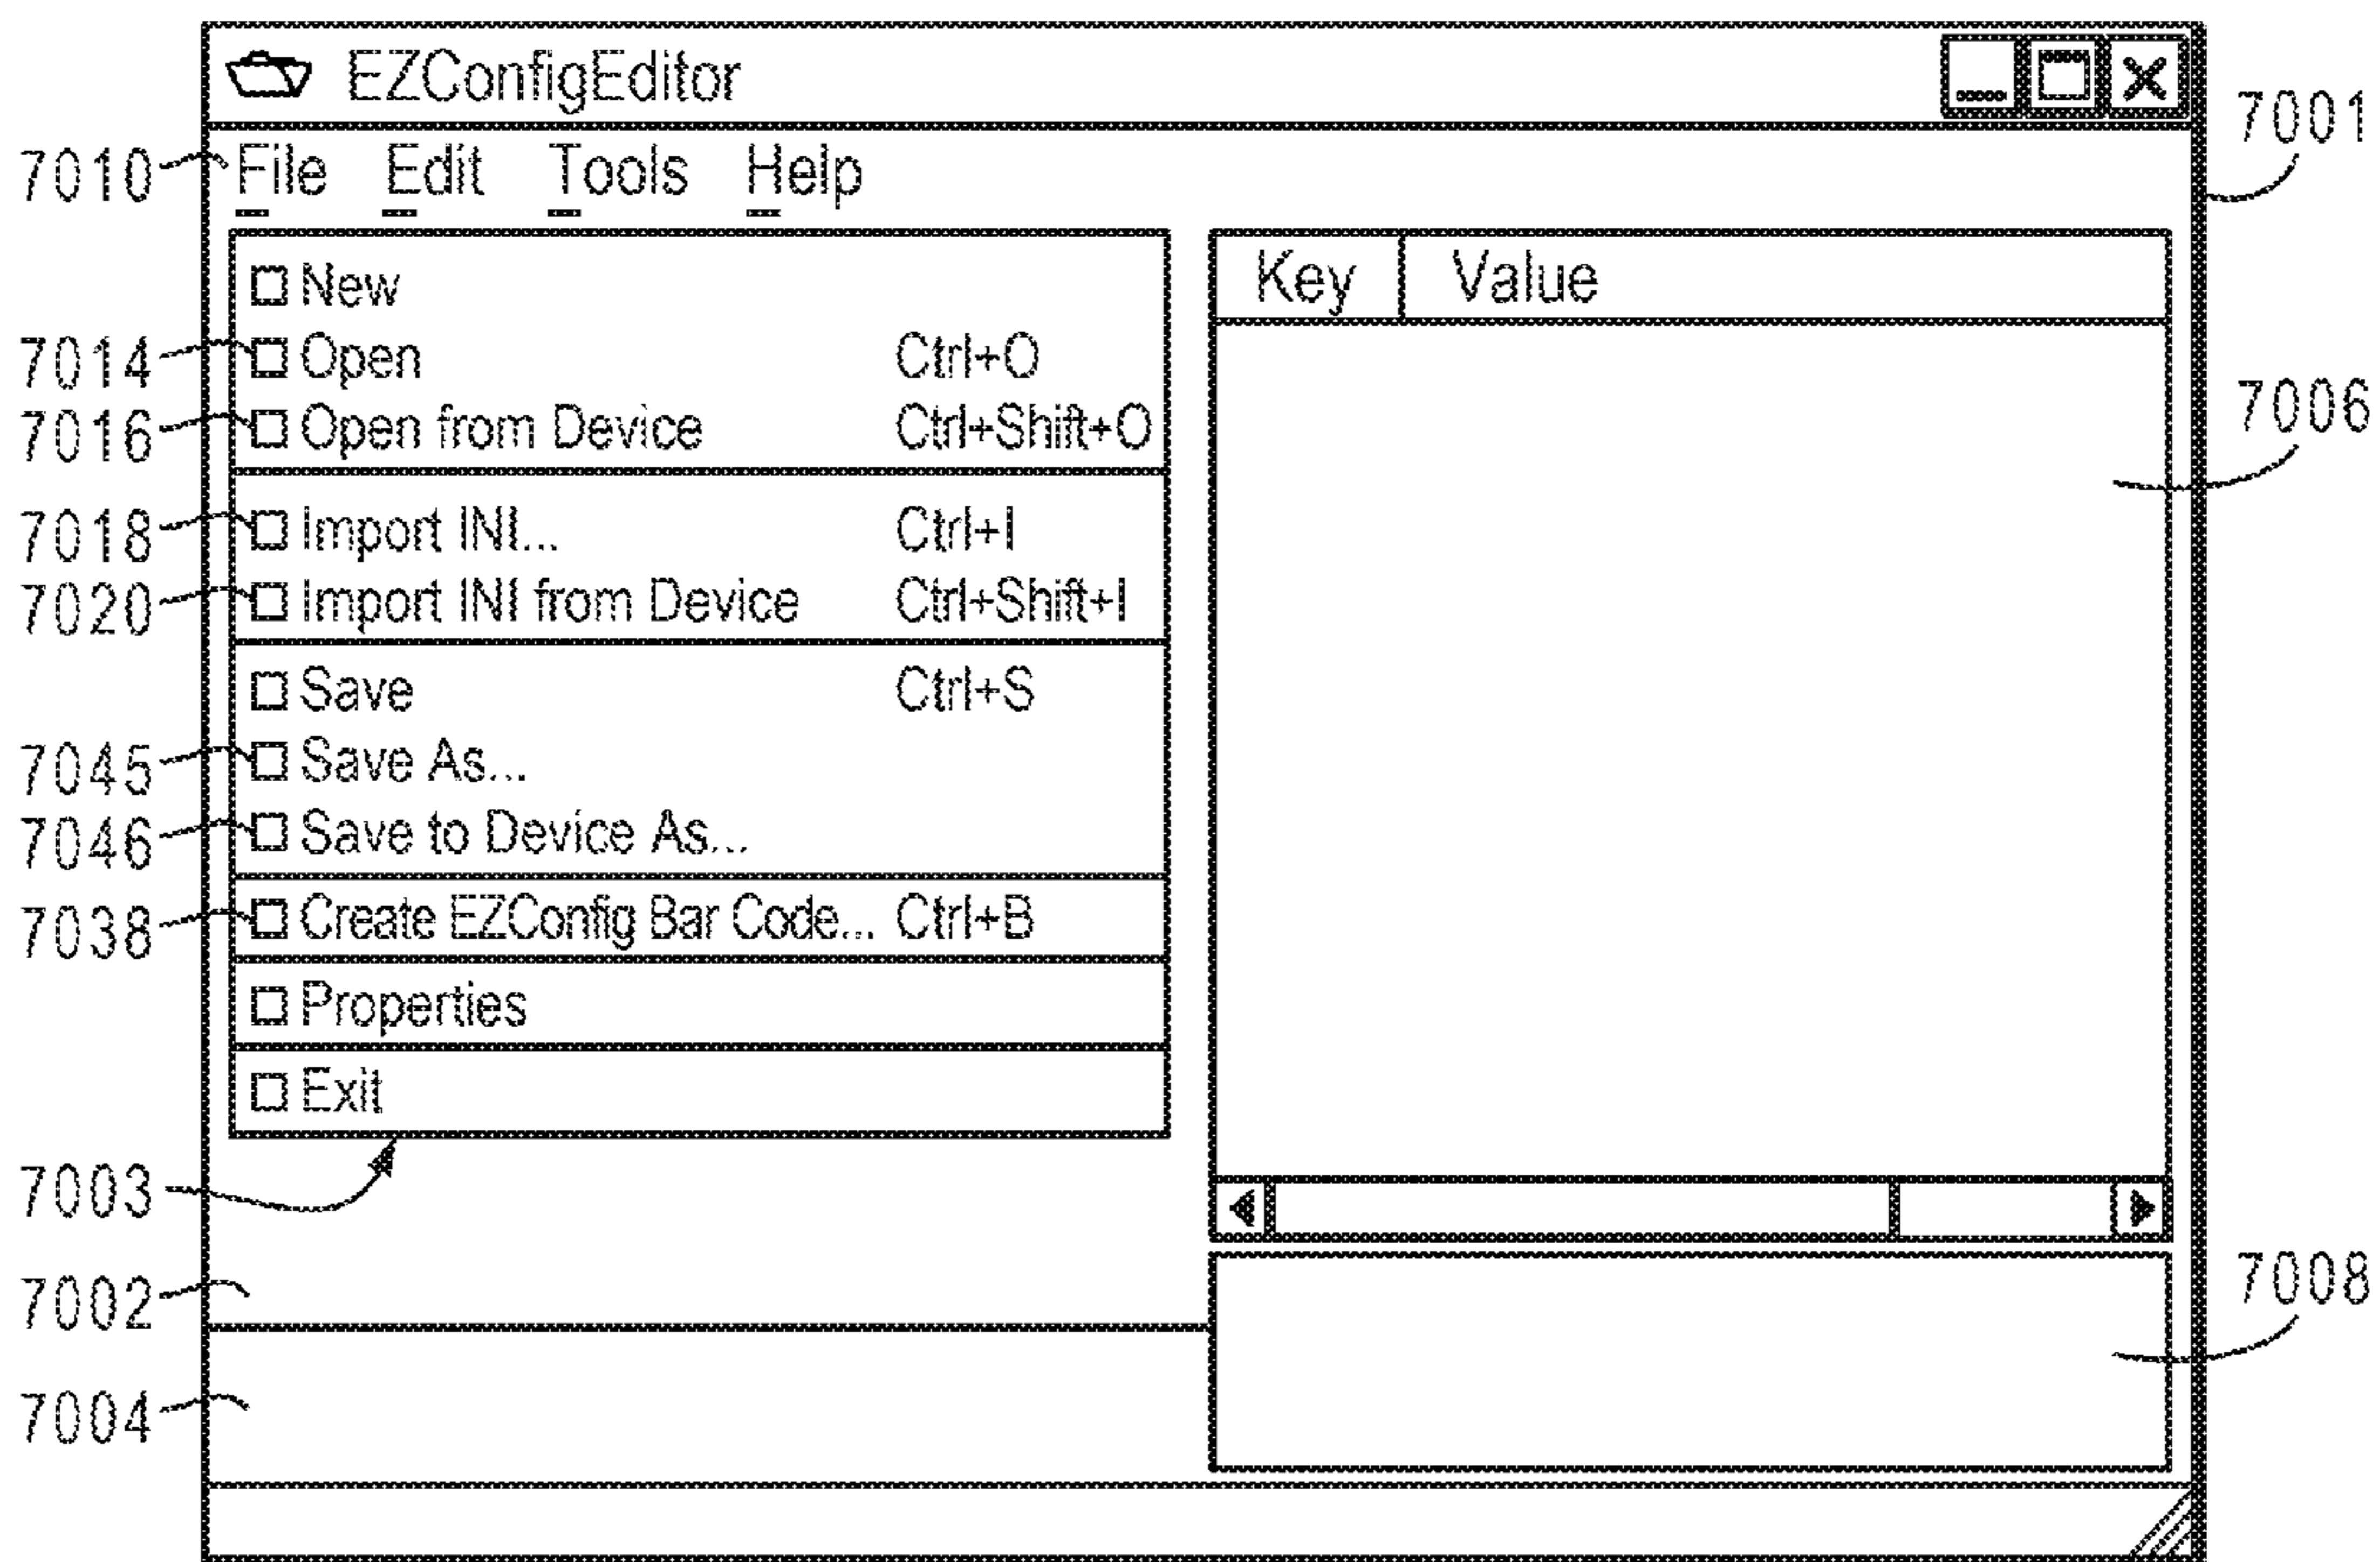 EZConfigEditor
7001
7010 File Edit Tools Help
New
7014 Open Ctrl+O
7016 Open from Device Ctrl+Shift+O
7018 Import INI... Ctrl+I
7020 Import INI from Device Ctrl+Shift+I
Save Ctrl+S
7045 Save As...
7046 Save to Device As...
7038 Create EZConfig Bar Code... Ctrl+B
Properties
Exit
7003
7002
7004
Key Value
7006
7008